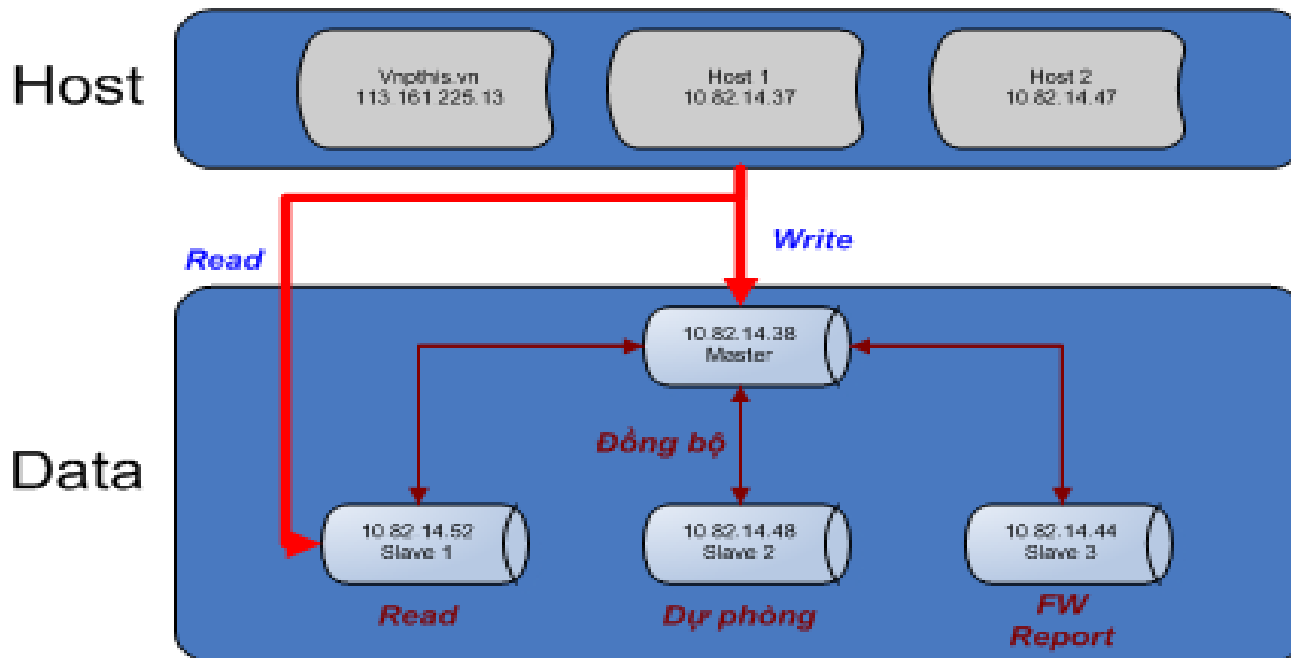 Host
Vnpthis.vn
113.161.225.13
Host 1
10.82.14.37
Host 2
10.82.14.47
Read
Write
Data
10.82.14.38
Master
Đồng bộ
10.82.14.52
Slave 1
10.82.14.48
Slave 2
10.82.14.44
Slave 3
Read
Dự phòng
FW
Report